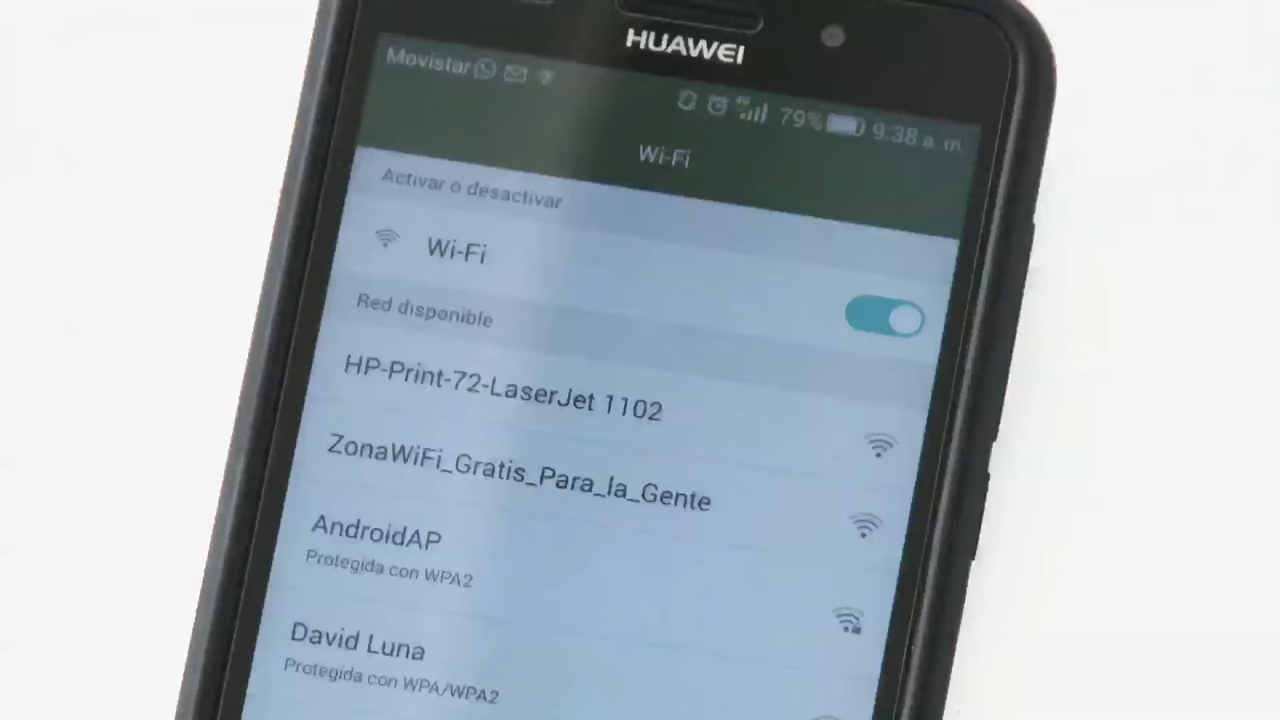 HUAWEI
Movistar
79% 9:38 a. m.
Wi-Fi
Activar o desactivar
Wi-Fi
Red disponible
HP-Print-72-LaserJet 1102
ZonaWiFi_Gratis_Para_la_Gente
AndroidAP
Protegida con WPA2
David Luna
Protegida con WPA/WPA2